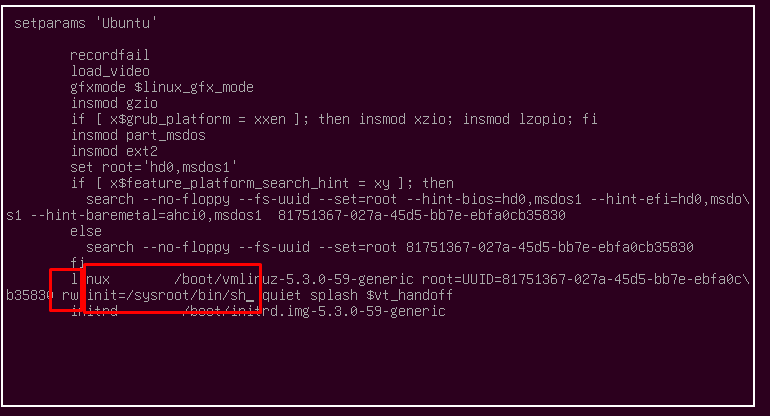 setparams 'Ubuntu'
recordfail
load_video
gfxmode $linux_gfx_mode
insmod gzio
if [ x$grub_platform = xxen ]; then insmod xzio; insmod lzopio; fi
insmod part_msdos
insmod ext2
set root='hd0,msdos1'
if [ x$feature_platform_search_hint = xy ]; then
search --no-floppy --fs-uuid --set=root --hint-bios=hd0,msdos1 --hint-efi=hd0,msdo\
s1 --hint-baremetal=ahci0,msdos1  81751367-027a-45d5-bb7e-ebfa0cb35830
else
search --no-floppy --fs-uuid --set=root 81751367-027a-45d5-bb7e-ebfa0cb35830
fi
linux        /boot/vmlinuz-5.3.0-59-generic root=UUID=81751367-027a-45d5-bb7e-ebfa0c\
b35830 rw init=/sysroot/bin/sh_ quiet splash $vt_handoff
initrd        /boot/initrd.img-5.3.0-59-generic